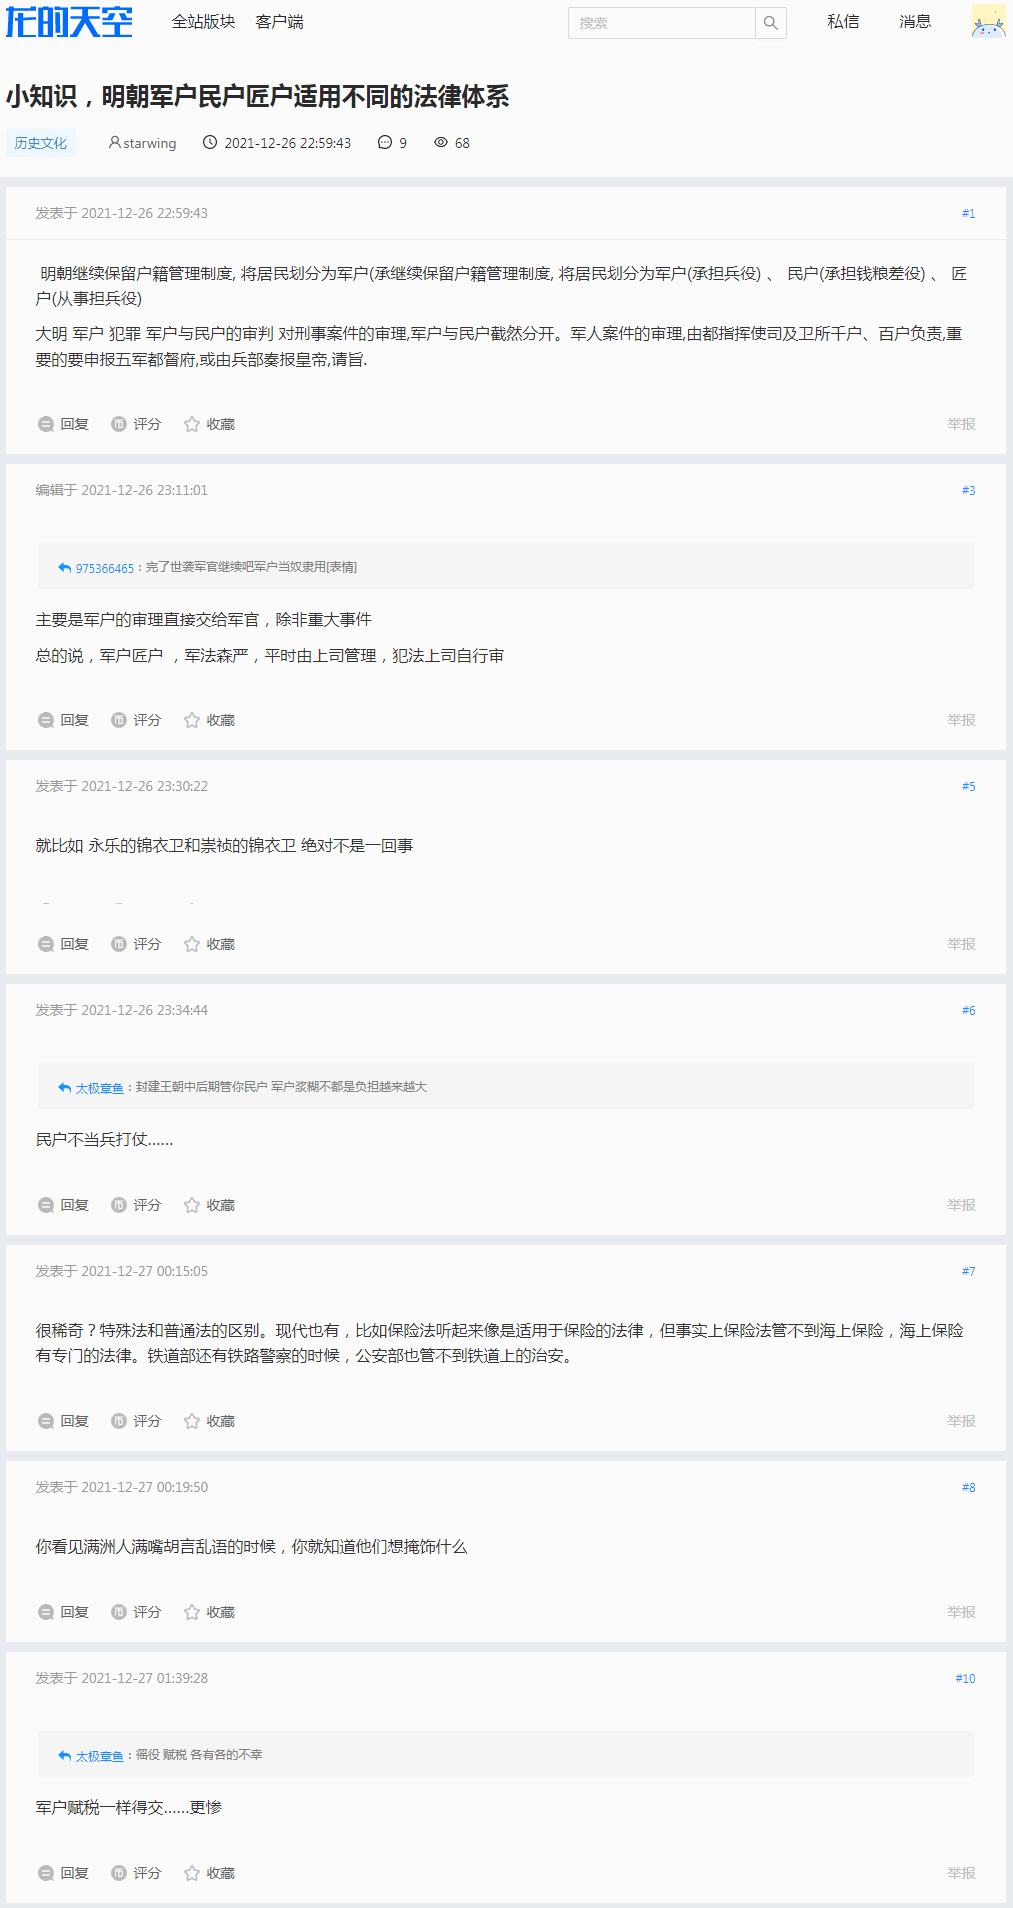 龙的天空 全站版块 客户端 搜索 私信 消息
小知识，明朝军户民户匠户适用不同的法律体系
历史文化 starwing 2021-12-26 22:59:43 9 68
发表于 2021-12-26 22:59:43 #1
明朝继续保留户籍管理制度, 将居民划分为军户(承继续保留户籍管理制度, 将居民划分为军户(承担兵役) 、 民户(承担钱粮差役) 、 匠
户(从事担兵役)
大明 军户 犯罪 军户与民户的审判 对刑事案件的审理,军户与民户截然分开。军人案件的审理,由都指挥使司及卫所千户、百户负责,重
要的要申报五军都督府,或由兵部奏报皇帝,请旨.
回复 评分 收藏 举报
编辑于 2021-12-26 23:11:01 #3
975366465：完了世袭军官继续吧军户当奴隶用[表情]
主要是军户的审理直接交给军官，除非重大事件
总的说，军户匠户 ，军法森严，平时由上司管理，犯法上司自行审
回复 评分 收藏 举报
发表于 2021-12-26 23:30:22 #5
就比如 永乐的锦衣卫和崇祯的锦衣卫 绝对不是一回事
回复 评分 收藏 举报
发表于 2021-12-26 23:34:44 #6
太极章鱼：封建王朝中后期管你民户 军户浆糊不都是负担越来越大
民户不当兵打仗……
回复 评分 收藏 举报
发表于 2021-12-27 00:15:05 #7
很稀奇？特殊法和普通法的区别。现代也有，比如保险法听起来像是适用于保险的法律，但事实上保险法管不到海上保险，海上保险
有专门的法律。铁道部还有铁路警察的时候，公安部也管不到铁道上的治安。
回复 评分 收藏 举报
发表于 2021-12-27 00:19:50 #8
你看见满洲人满嘴胡言乱语的时候，你就知道他们想掩饰什么
回复 评分 收藏 举报
发表于 2021-12-27 01:39:28 #10
太极章鱼：徭役 赋税 各有各的不幸
军户赋税一样得交……更惨
回复 评分 收藏 举报